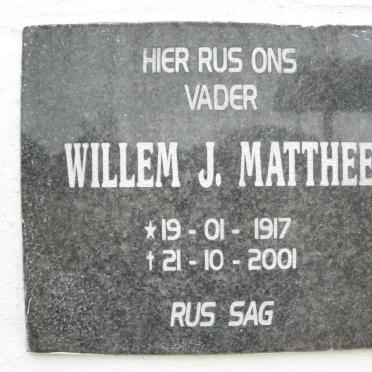 HIER RUS ONS
VADER
WILLEM J. MATTHEE
★19 - 01 - 1917
†21 - 10 - 2001
RUS SAG